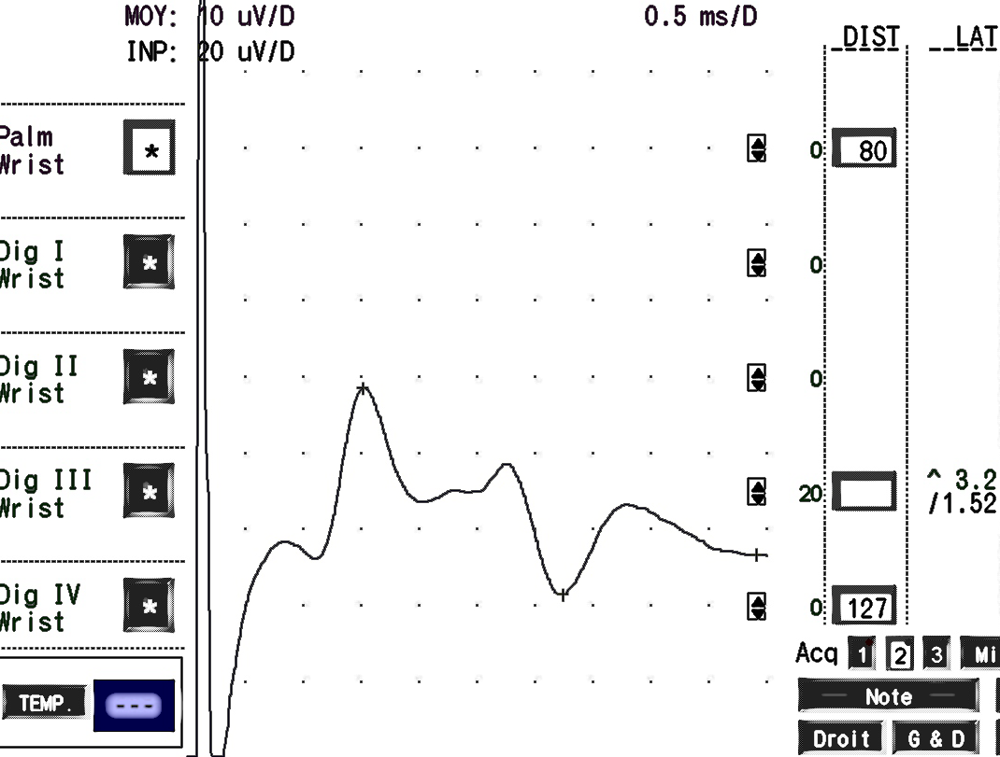 MOY: 10 uV/D 0.5 ms/D
INP: 20 uV/D
DIST LAT
Palm
Wrist * 0 80
Dig I
Wrist * 0
Dig II
Wrist * 0
Dig III
Wrist * 20 ^ 3.2
/1.52
Dig IV
Wrist * 0 127
Acq 1 2 3 Mi
TEMP. ---
Note
Droit G & D